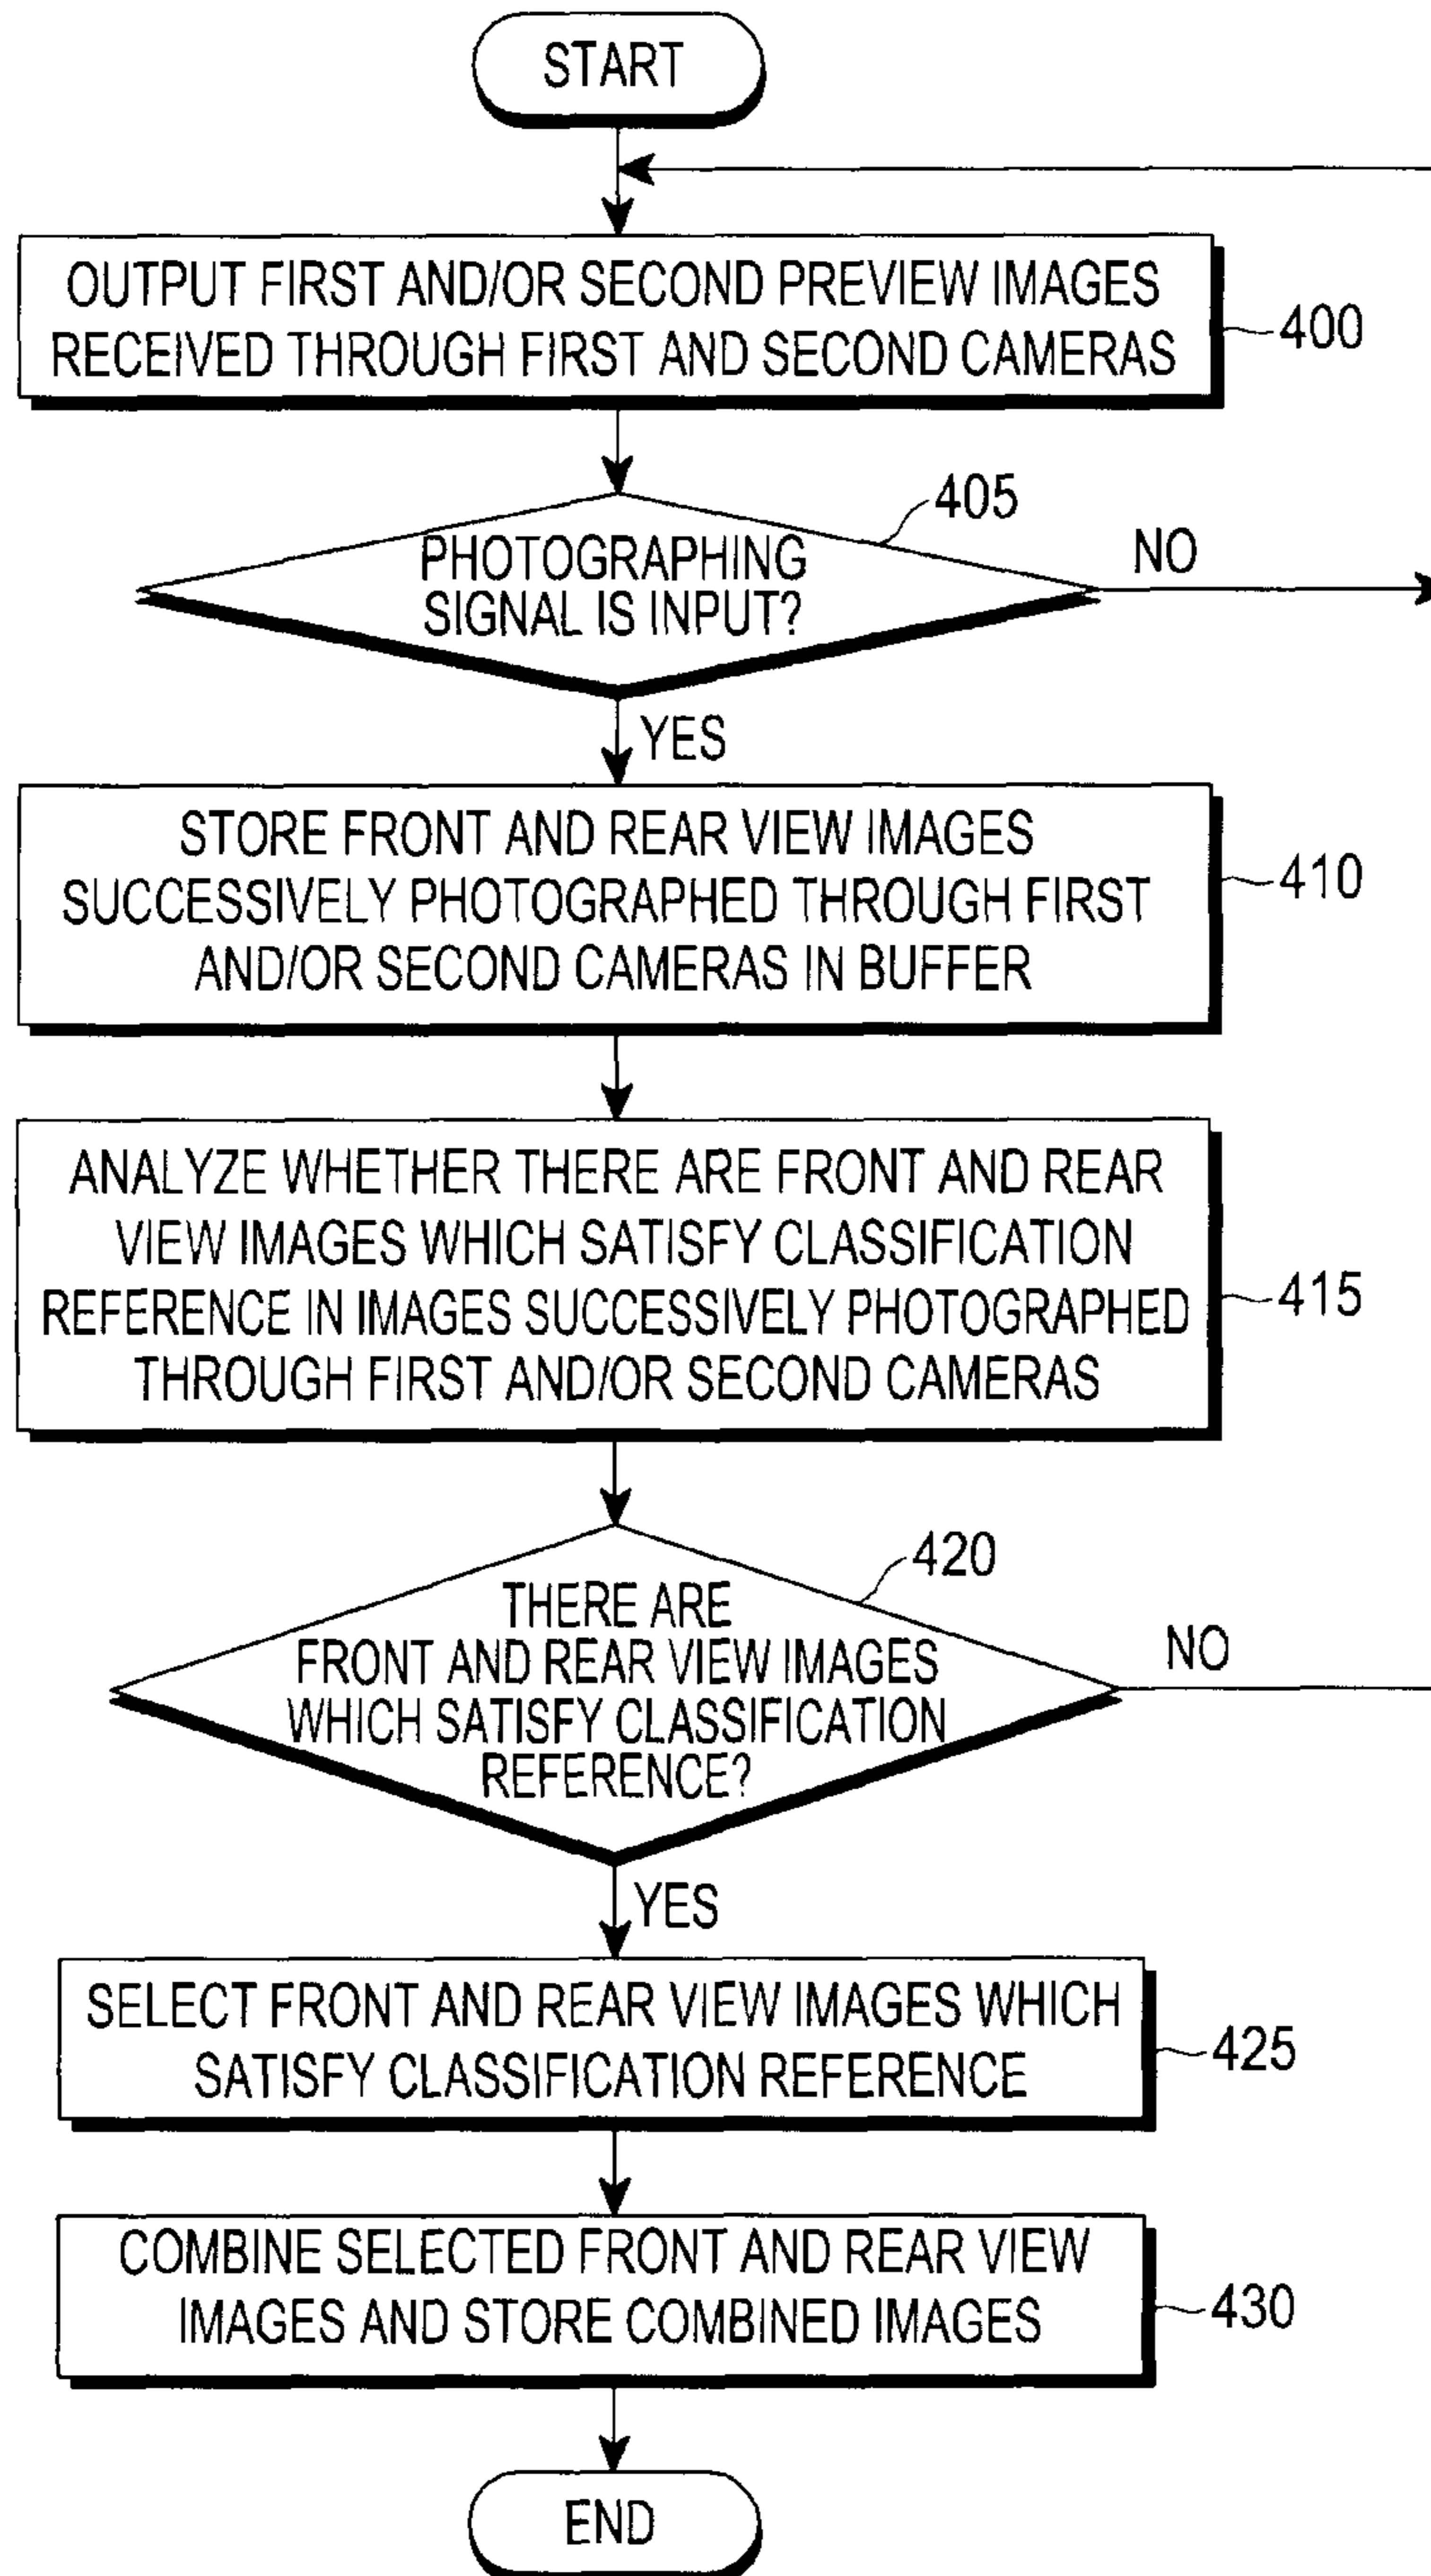 START
OUTPUT FIRST AND/OR SECOND PREVIEW IMAGES
RECEIVED THROUGH FIRST AND SECOND CAMERAS
400
405
PHOTOGRAPHING
SIGNAL IS INPUT?
NO
YES
STORE FRONT AND REAR VIEW IMAGES
SUCCESSIVELY PHOTOGRAPHED THROUGH FIRST
AND/OR SECOND CAMERAS IN BUFFER
410
ANALYZE WHETHER THERE ARE FRONT AND REAR
VIEW IMAGES WHICH SATISFY CLASSIFICATION
REFERENCE IN IMAGES SUCCESSIVELY PHOTOGRAPHED
THROUGH FIRST AND/OR SECOND CAMERAS
415
420
THERE ARE
FRONT AND REAR VIEW IMAGES
WHICH SATISFY CLASSIFICATION
REFERENCE?
NO
YES
SELECT FRONT AND REAR VIEW IMAGES WHICH
SATISFY CLASSIFICATION REFERENCE
425
COMBINE SELECTED FRONT AND REAR VIEW
IMAGES AND STORE COMBINED IMAGES
430
END